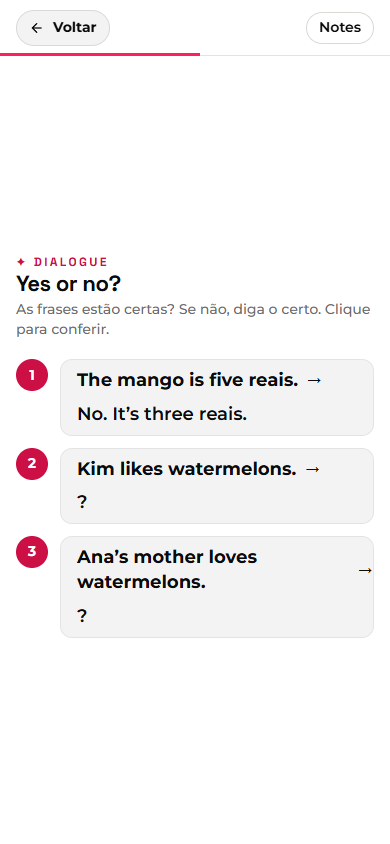 ← Voltar
Notes
✦ DIALOGUE
Yes or no?
As frases estão certas? Se não, diga o certo. Clique
para conferir.
1
The mango is five reais. →
No. It’s three reais.
2
Kim likes watermelons. →
?
3
Ana’s mother loves
watermelons. →
?